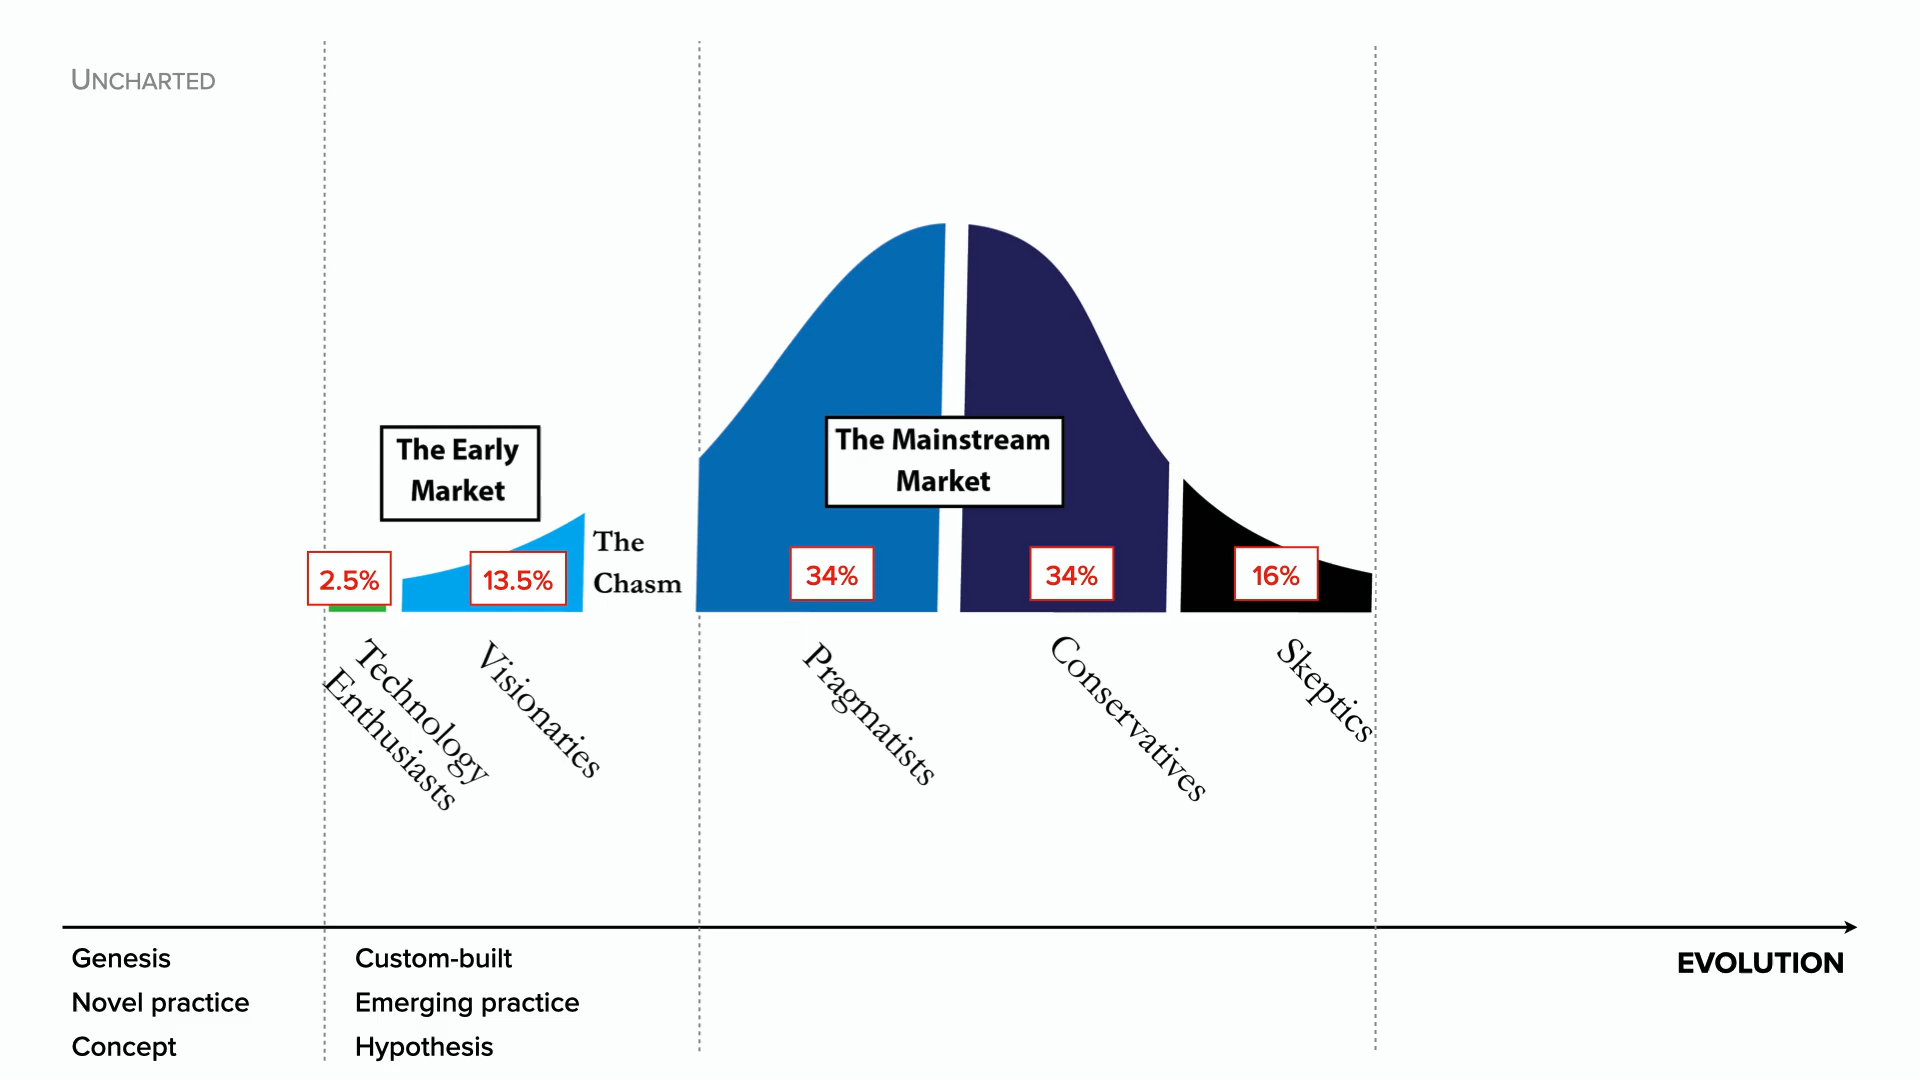 UNCHARTED
The Early
Market
The Mainstream
Market
The
Chasm
2.5%
13.5%
34%
34%
16%
Technology
Enthusiasts
Visionaries
Pragmatists
Conservatives
Skeptics
Genesis
Novel practice
Concept
Custom-built
Emerging practice
Hypothesis
EVOLUTION